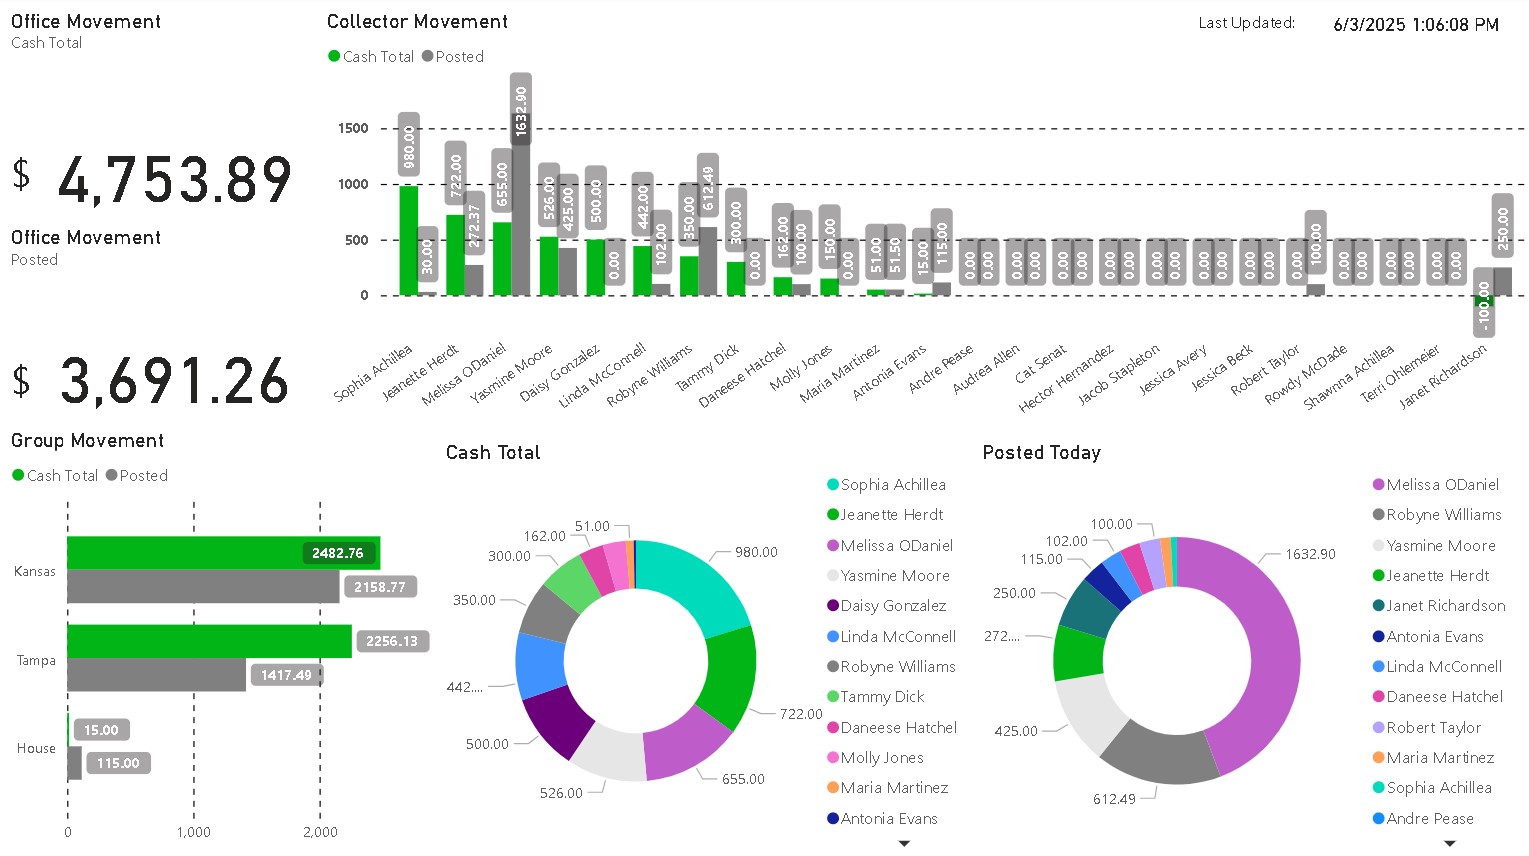 Office Movement
Cash Total
$ 4,753.89
Office Movement
Posted
$ 3,691.26
Collector Movement
Cash Total Posted
Last Updated: 6/3/2025 1:06:08 PM
1500
1000
500
0
980.00 30.00 722.00 272.37 655.00 1632.90 526.00 425.00 500.00 0.00 442.00 102.00 350.00 612.49 300.00 0.00 162.00 100.00 150.00 0.00 51.00 51.50 15.00 115.00 0.00 0.00 0.00 0.00 0.00 0.00 0.00 0.00 0.00 0.00 0.00 0.00 0.00 0.00 0.00 100.00 0.00 0.00 0.00 0.00 0.00 0.00 -100.00 250.00
Sophia Achillea
Jeanette Herdt
Melissa ODaniel
Yasmine Moore
Daisy Gonzalez
Linda McConnell
Robyne Williams
Tammy Dick
Daneese Hatchel
Molly Jones
Maria Martinez
Antonia Evans
Andre Pease
Audrea Allen
Cat Senat
Hector Hernandez
Jacob Stapleton
Jessica Avery
Jessica Beck
Robert Taylor
Rowdy McDade
Shawnna Achillea
Terri Ohlemeier
Janet Richardson
Group Movement
Cash Total Posted
Kansas
2482.76
2158.77
Tampa
2256.13
1417.49
House
15.00
115.00
0 1,000 2,000
Cash Total
980.00
722.00
655.00
526.00
500.00
442....
350.00
300.00
162.00
51.00
Sophia Achillea
Jeanette Herdt
Melissa ODaniel
Yasmine Moore
Daisy Gonzalez
Linda McConnell
Robyne Williams
Tammy Dick
Daneese Hatchel
Molly Jones
Maria Martinez
Antonia Evans
Posted Today
1632.90
612.49
425.00
272....
250.00
115.00
102.00
100.00
Melissa ODaniel
Robyne Williams
Yasmine Moore
Jeanette Herdt
Janet Richardson
Antonia Evans
Linda McConnell
Daneese Hatchel
Robert Taylor
Maria Martinez
Sophia Achillea
Andre Pease